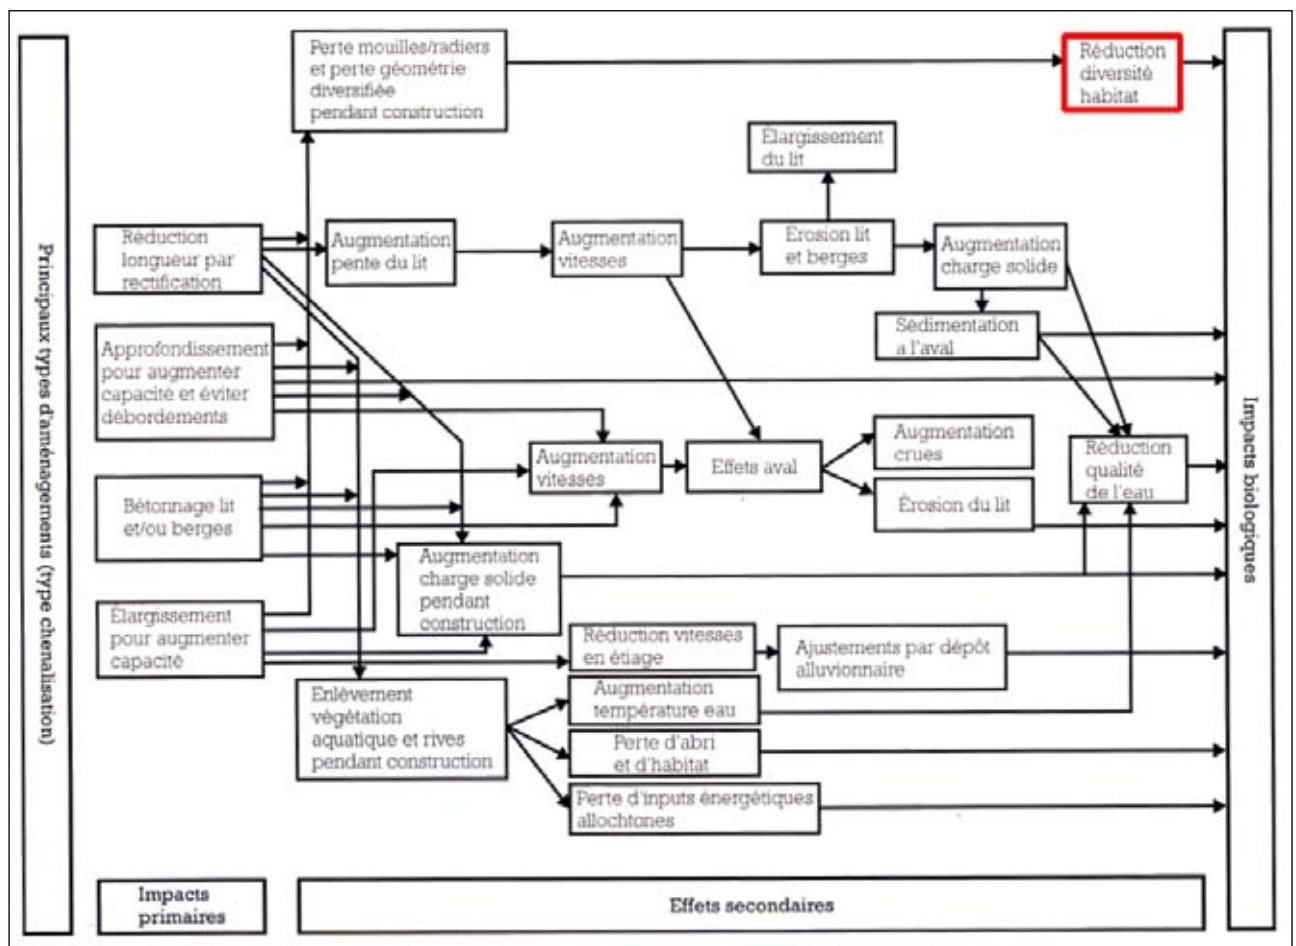 Principaux types d'aménagements (type chenalisation)
Perte mouilles/radiers
et perte géométrie
diversifiée
pendant construction
Réduction
diversité
habitat
Élargissement
du lit
Réduction
longueur par
rectification
Augmentation
pente du lit
Augmentation
vitesses
Erosion lit
et berges
Augmentation
charge solide
Sédimentation
a l'aval
Approfondissement
pour augmenter
capacité et éviter
débordements
Augmentation
vitesses
Effets aval
Augmentation
crues
Érosion du lit
Réduction
qualité
de l'eau
Bétonnage lit
et/ou berges
Augmentation
charge solide
pendant
construction
Élargissement
pour augmenter
capacité
Réduction vitesses
en étiage
Ajustements par dépôt
alluvionnaire
Enlèvement
végétation
aquatique et rives
pendant construction
Augmentation
température eau
Perte d'abri
et d'habitat
Perte d'inputs énergétiques
allochtones
Impacts biologiques
Impacts
primaires
Effets secondaires